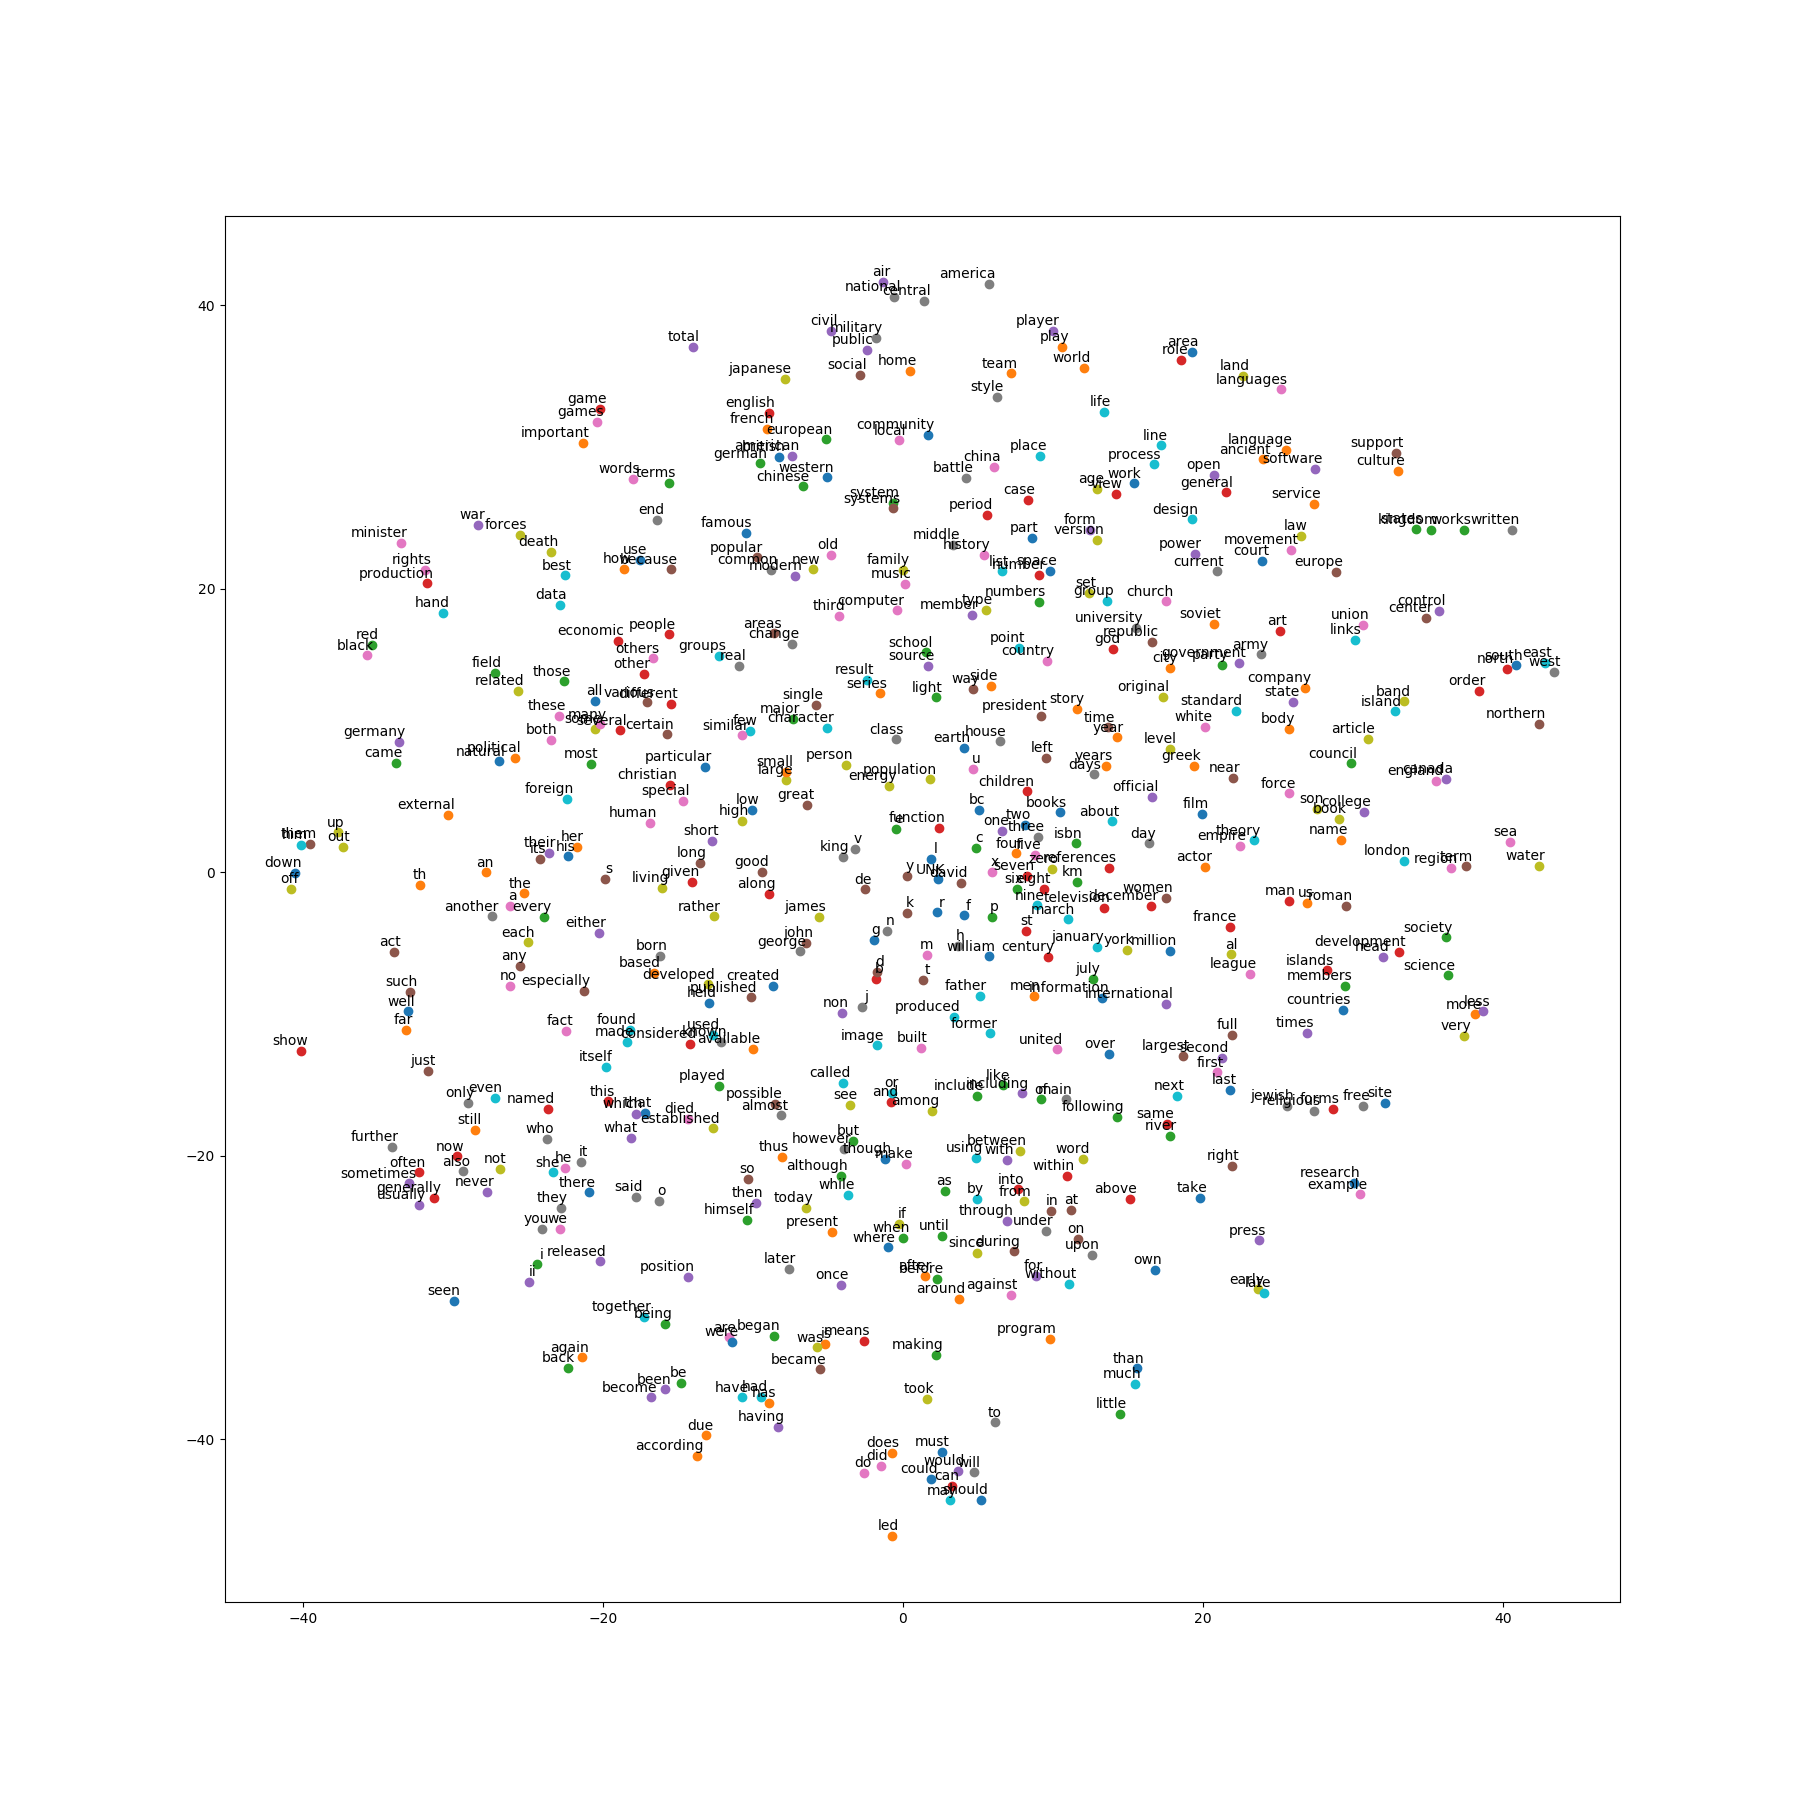 air
america
national
central
40
civil
military
player
total
public
play
area
role
social
home
team
world
land
japanese
languages
style
game
english
life
games
french
important
european
community
local
line
language
support
american
british
place
ancient
german
process
software
culture
western
china
words
terms
chinese
battle
open
age
work
view
general
system
systems
case
service
end
period
war
forces
famous
form
design
states
kingdom
works
written
minister
death
middle
part
version
law
use
popular
old
history
power
movement
rights
how
because
common
modern
new
family
list
space
number
current
court
europe
production
best
music
20
hand
data
computer
member
type
numbers
set
group
church
control
third
center
economic
people
areas
change
university
republic
soviet
art
union
links
red
black
others
groups
real
school
source
point
country
god
city
government
party
army
field
other
result
north
south
east
west
related
those
all
various
different
series
light
way
side
original
company
state
order
these
single
story
standard
band
island
some
many
several
major
president
both
certain
similar
few
character
time
year
white
body
northern
germany
class
house
article
came
natural
political
most
particular
person
earth
left
level
council
small
large
energy
population
u
years
days
greek
near
christian
canada
england
foreign
special
great
children
official
force
external
human
low
high
bc
books
son
college
book
function
e
two
about
film
up
one
three
name
them
him
out
their
her
short
king
v
c
isbn
day
theory
empire
sea
its
his
long
l
four
five
zero
london
down
an
s
given
good
y
UNK
x
seven
references
actor
region
term
water
0
off
th
the
living
along
de
david
six
eight
km
a
nine
television
december
women
man
us
roman
another
every
rather
james
k
r
f
p
march
either
g
n
st
france
each
john
george
h
society
act
born
m
william
century
january
york
million
al
development
head
any
based
d
b
t
league
islands
science
such
no
especially
developed
published
created
father
men
july
members
well
held
non
j
information
international
countries
less
more
far
fact
found
made
used
known
produced
former
full
times
very
show
considered
available
image
built
united
over
largest
second
just
itself
first
played
called
like
last
only
even
this
possible
or
and
include
including
of
main
next
jewish
religious
forms
free
site
named
which
that
died
almost
see
among
following
same
still
who
what
established
but
river
further
now
thus
however
though
between
−20
often
also
not
she
he
it
make
using
with
word
right
sometimes
never
so
although
within
research
generally
there
while
as
into
example
usually
they
said
o
then
by
from
above
take
you
we
himself
today
if
through
in
at
present
when
until
under
i
released
where
since
during
on
press
upon
ii
position
later
after
before
for
own
seen
once
around
against
without
early
late
together
being
are
were
began
was
is
means
program
again
became
making
back
than
be
much
become
been
have
had
has
took
having
to
little
due
−40
according
does
must
do
did
would
will
could
can
may
should
led
−40
−20
0
20
40